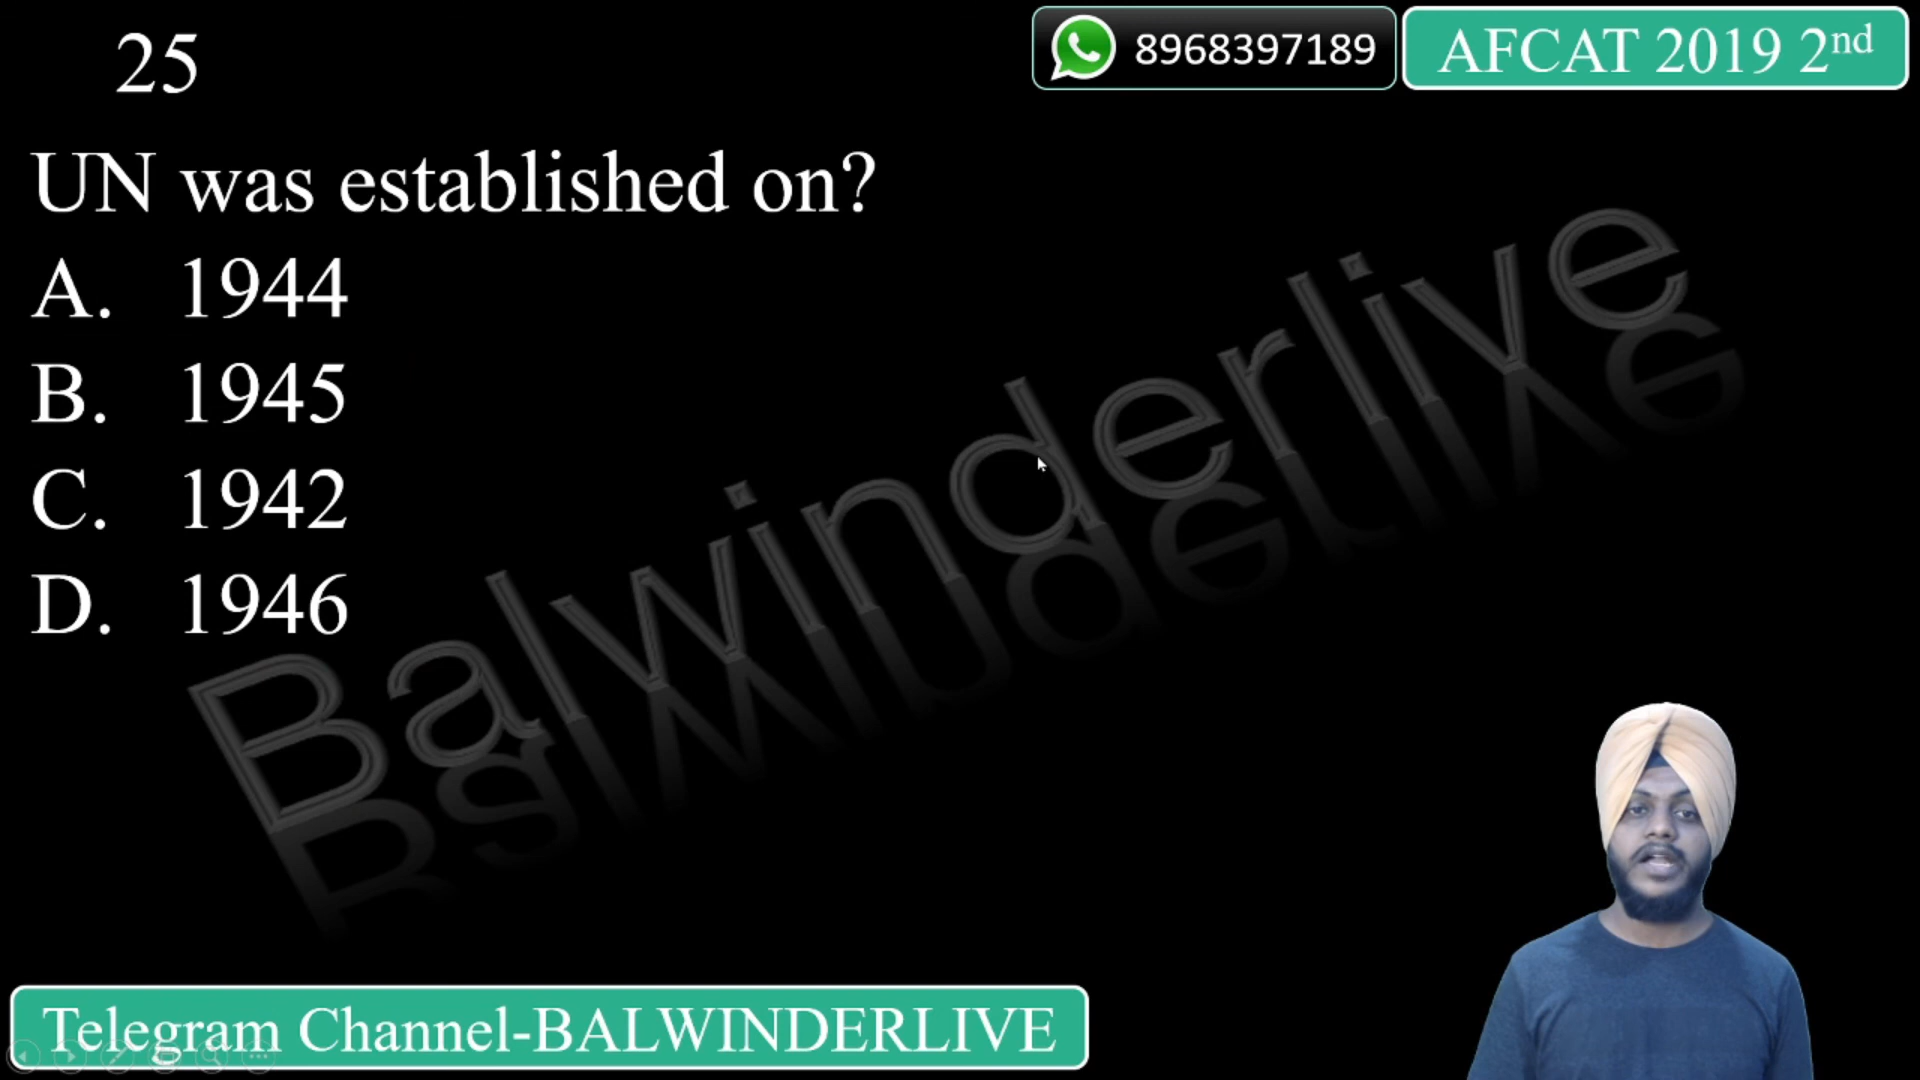 25
8968397189
AFCAT 2019 2nd
UN was established on?
A. 1944
B. 1945
C. 1942
D. 1946
Balwinderlive
Telegram Channel-BALWINDERLIVE